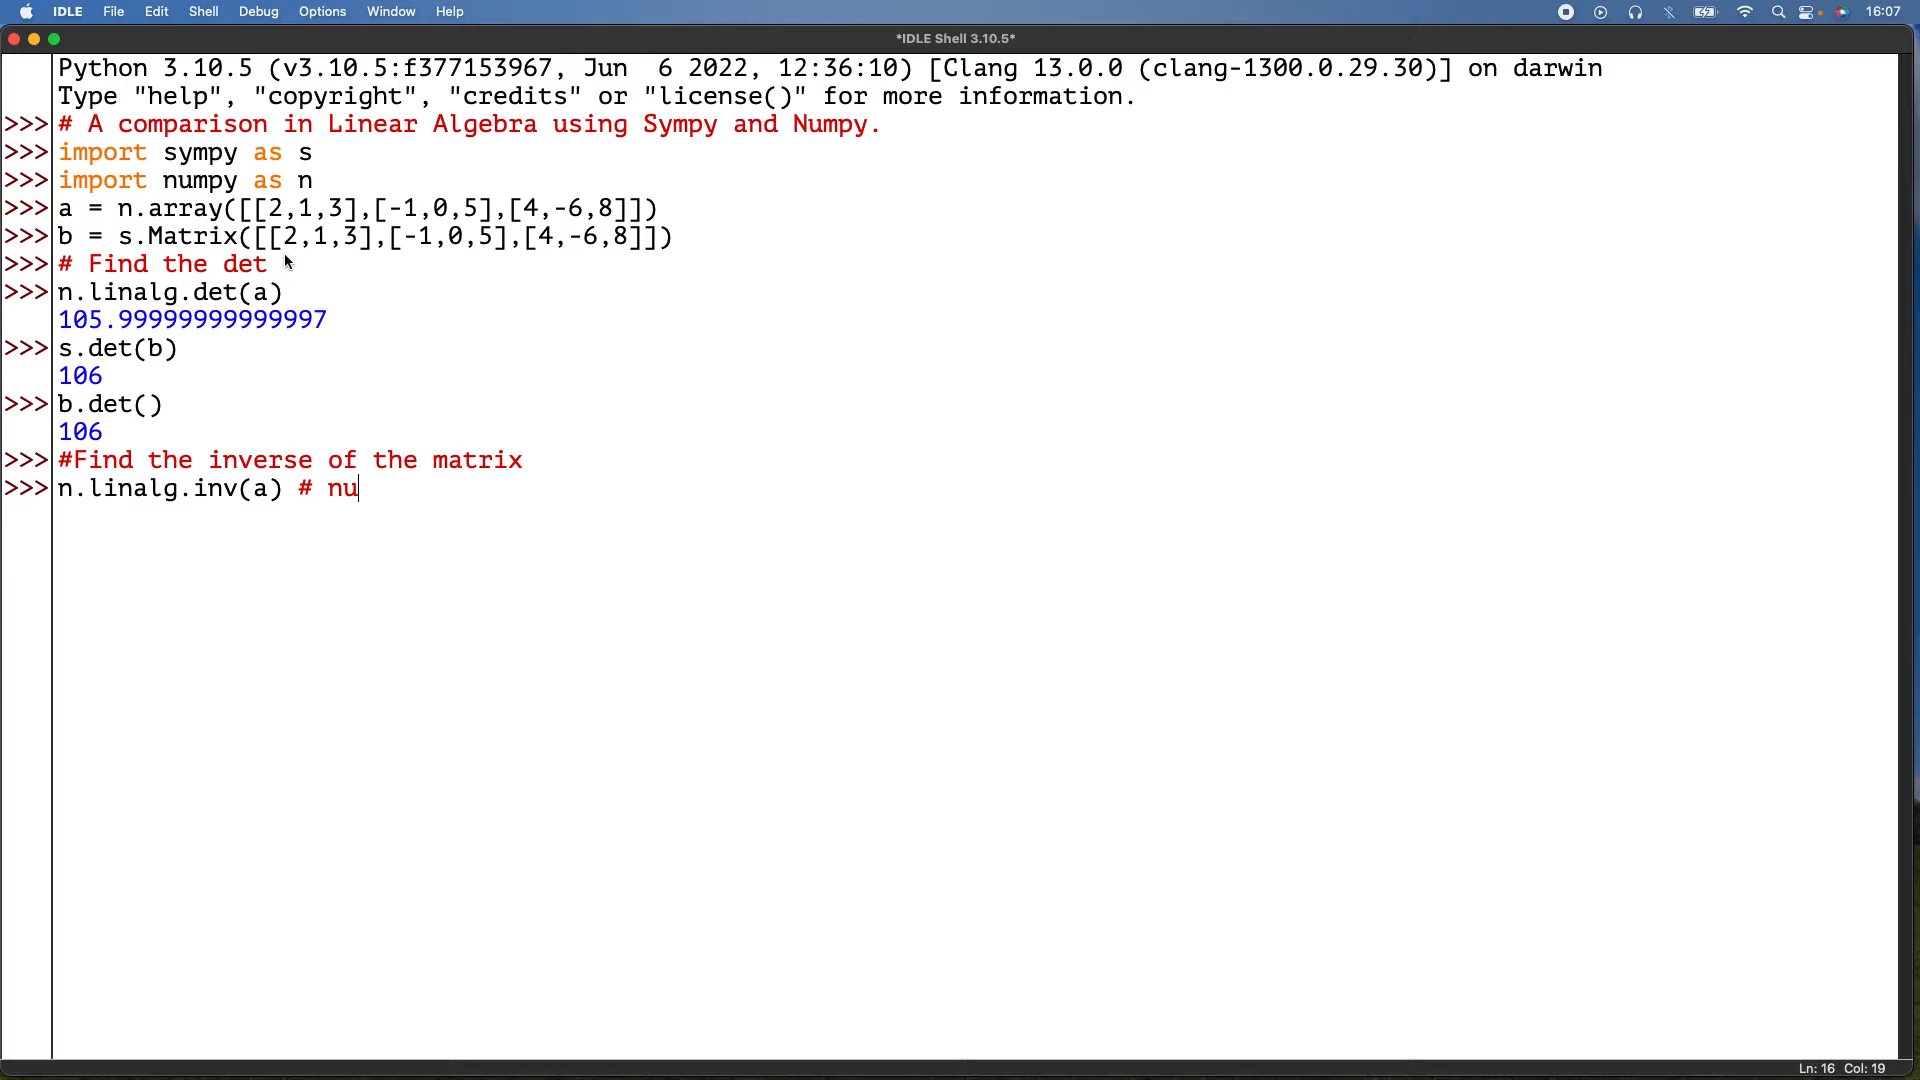 IDLE File Edit Shell Debug Options Window Help 16:07
*IDLE Shell 3.10.5*
Python 3.10.5 (v3.10.5:f377153967, Jun  6 2022, 12:36:10) [Clang 13.0.0 (clang-1300.0.29.30)] on darwin
Type "help", "copyright", "credits" or "license()" for more information.
>>> # A comparison in Linear Algebra using Sympy and Numpy.
>>> import sympy as s
>>> import numpy as n
>>> a = n.array([[2,1,3],[-1,0,5],[4,-6,8]])
>>> b = s.Matrix([[2,1,3],[-1,0,5],[4,-6,8]])
>>> # Find the det
>>> n.linalg.det(a)
105.99999999999997
>>> s.det(b)
106
>>> b.det()
106
>>> #Find the inverse of the matrix
>>> n.linalg.inv(a) # nu
Ln: 16 Col: 19